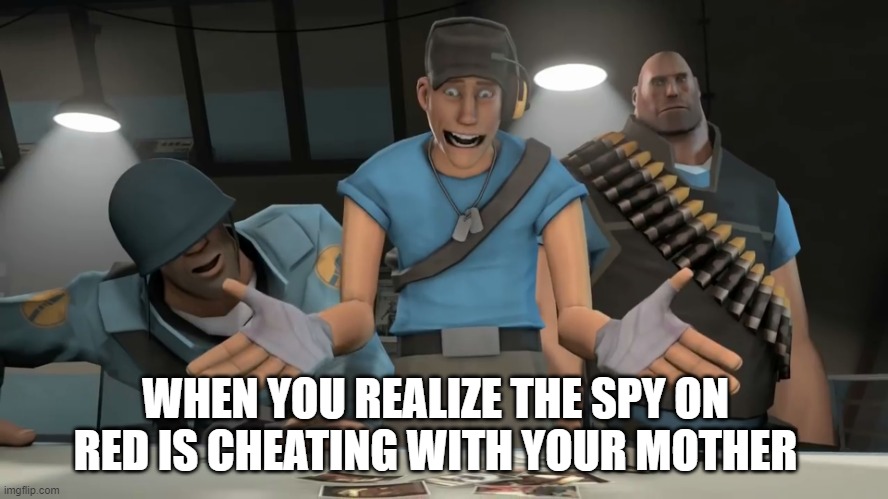 WHEN YOU REALIZE THE SPY ON
RED IS CHEATING WITH YOUR MOTHER
imgflip.com